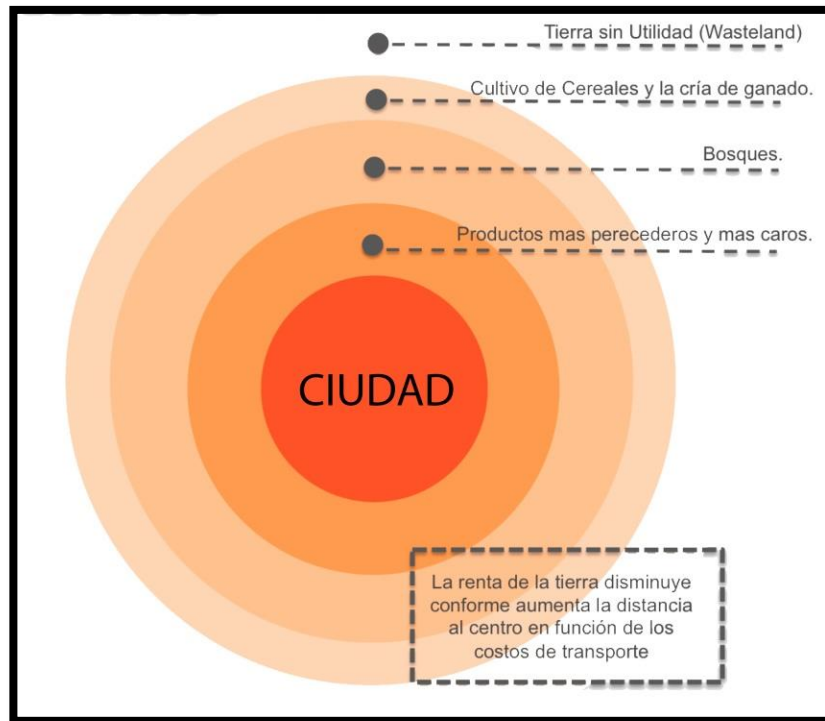 Tierra sin Utilidad (Wasteland)
Cultivo de Cereales y la cría de ganado.
Bosques.
Productos mas perecederos y mas caros.
CIUDAD
La renta de la tierra disminuye
conforme aumenta la distancia
al centro en función de los
costos de transporte